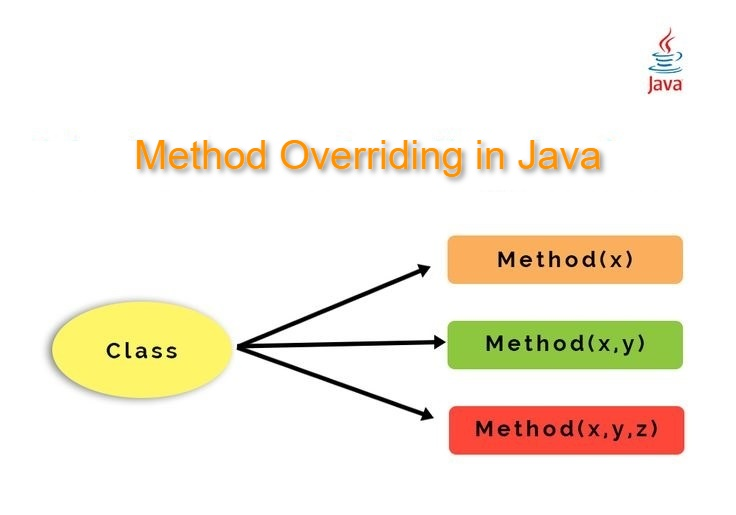 Java
Method Overriding in Java
Method(x)
Class
Method(x,y)
Method(x,y,z)